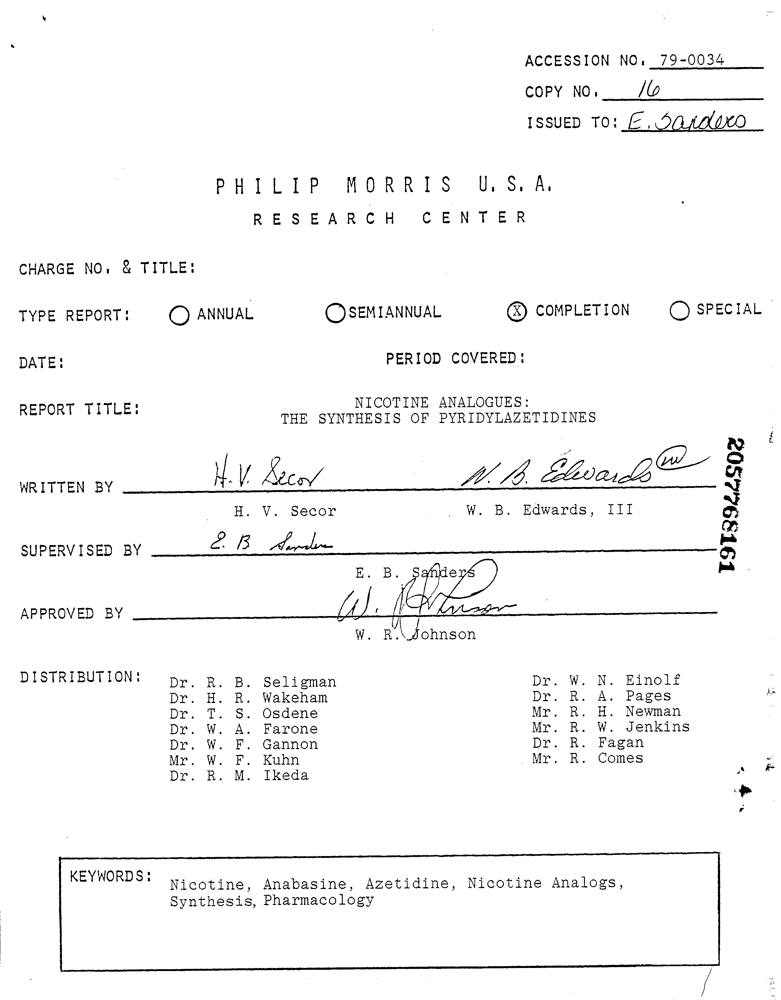 ACCESSION NO. 79-0034
COPY NO. 16
ISSUED TO: E. Sanders
PHILIP MORRIS U.S.A.
RESEARCH CENTER
CHARGE NO. & TITLE:
TYPE REPORT: ANNUAL SEMIANNUAL (X) COMPLETION SPECIAL
DATE: PERIOD COVERED:
REPORT TITLE: NICOTINE ANALOGUES:
THE SYNTHESIS OF PYRIDYLAZETIDINES
WRITTEN BY H. V. Secor W. B. Edwards
H. V. Secor W. B. Edwards, III
SUPERVISED BY E. B. Sanders
E. B. Sanders
APPROVED BY W. R. Johnson
W. R. Johnson
DISTRIBUTION:
Dr. R. B. Seligman
Dr. H. R. Wakeham
Dr. T. S. Osdene
Dr. W. A. Farone
Dr. W. F. Gannon
Mr. W. F. Kuhn
Dr. R. M. Ikeda
Dr. W. N. Einolf
Dr. R. A. Pages
Mr. R. H. Newman
Mr. R. W. Jenkins
Dr. R. Fagan
Mr. R. Comes
KEYWORDS: Nicotine, Anabasine, Azetidine, Nicotine Analogs,
Synthesis, Pharmacology
2057768161